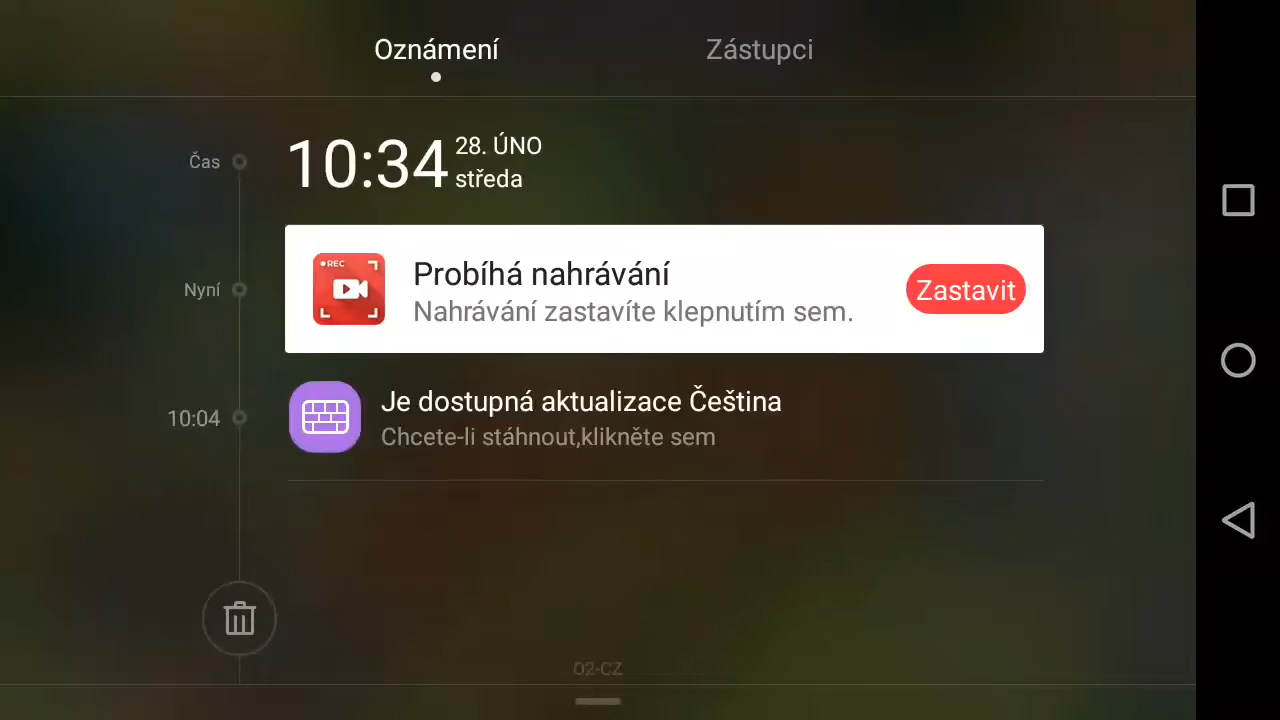 Oznámení
Zástupci
Čas
10:34
28. ÚNO
středa
Nyní
REC
Probíhá nahrávání
Nahrávání zastavíte klepnutím sem.
Zastavit
10:04
Je dostupná aktualizace Čeština
Chcete-li stáhnout,klikněte sem
O2-CZ